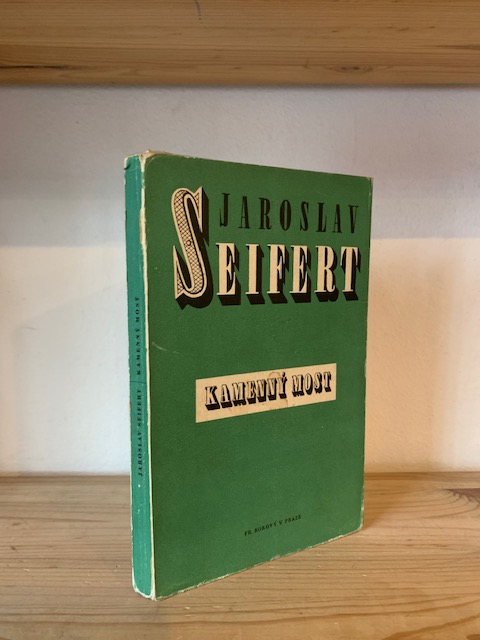 JAROSLAV
SEIFERT
KAMENNÝ MOST
FR. BOROVÝ V PRAZE
JAROSLAV SEIFERT / KAMENNÝ MOST